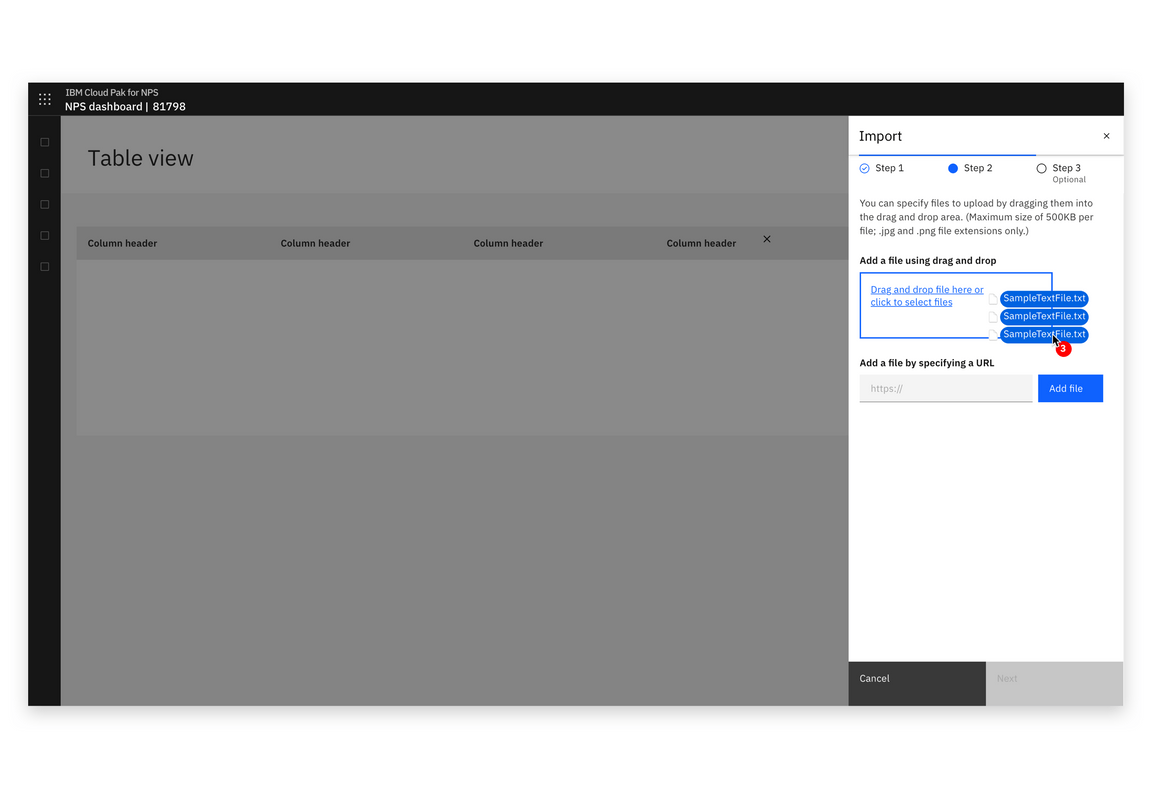 IBM Cloud Pak for NPS
NPS dashboard | 81798
Table view
Column header Column header Column header Column header
Import
Step 1 Step 2 Step 3
Optional
You can specify files to upload by dragging them into
the drag and drop area. (Maximum size of 500KB per
file; .jpg and .png file extensions only.)
Add a file using drag and drop
Drag and drop file here or
click to select files
SampleTextFile.txt
SampleTextFile.txt
SampleTextFile.txt
3
Add a file by specifying a URL
https://
Add file
Cancel
Next